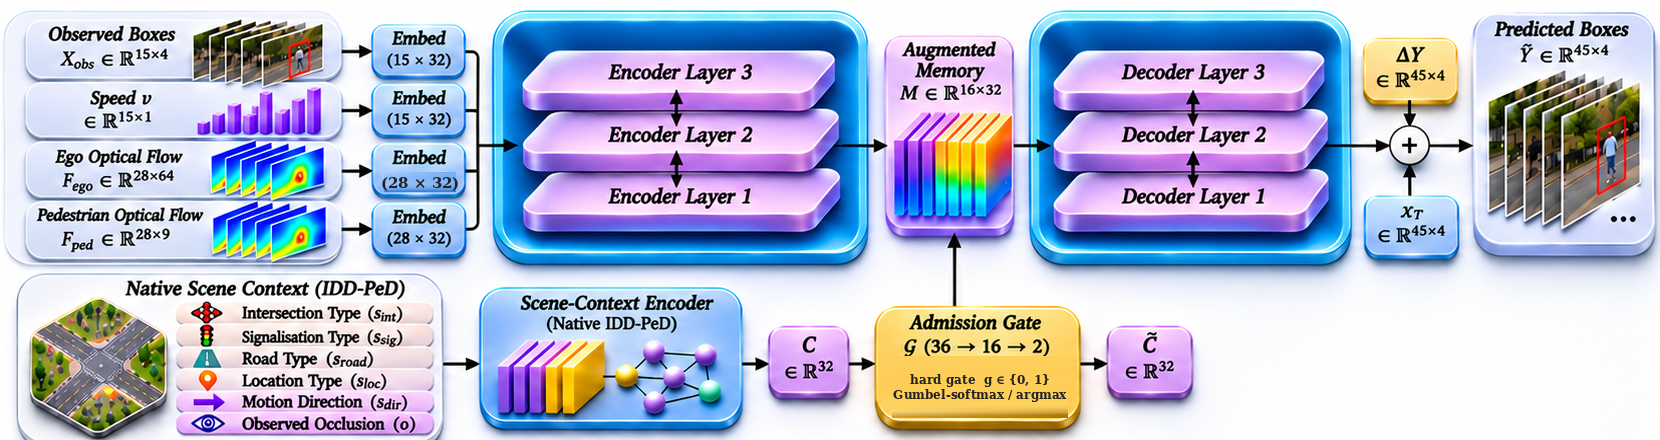 Observed Boxes
X_obs ∈ ℝ^15×4
Embed
(15 × 32)
Speed v
∈ ℝ^15×1
Embed
(15 × 32)
Ego Optical Flow
F_ego ∈ ℝ^28×64
Embed
(28 × 32)
Pedestrian Optical Flow
F_ped ∈ ℝ^28×9
Embed
(28 × 32)
Encoder Layer 3
Encoder Layer 2
Encoder Layer 1
Augmented
Memory
M ∈ ℝ^16×32
Decoder Layer 3
Decoder Layer 2
Decoder Layer 1
ΔY
∈ ℝ^45×4
+
x_T
∈ ℝ^45×4
Predicted Boxes
Ỹ ∈ ℝ^45×4
...
Native Scene Context (IDD-PeD)
Intersection Type (s_int)
Signalisation Type (s_sig)
Road Type (s_road)
Location Type (s_loc)
Motion Direction (s_dir)
Observed Occlusion (o)
Scene-Context Encoder
(Native IDD-PeD)
C
∈ ℝ^32
Admission Gate
𝒢 (36 → 16 → 2)
hard gate g ∈ {0, 1}
Gumbel-softmax / argmax
C̃
∈ ℝ^32